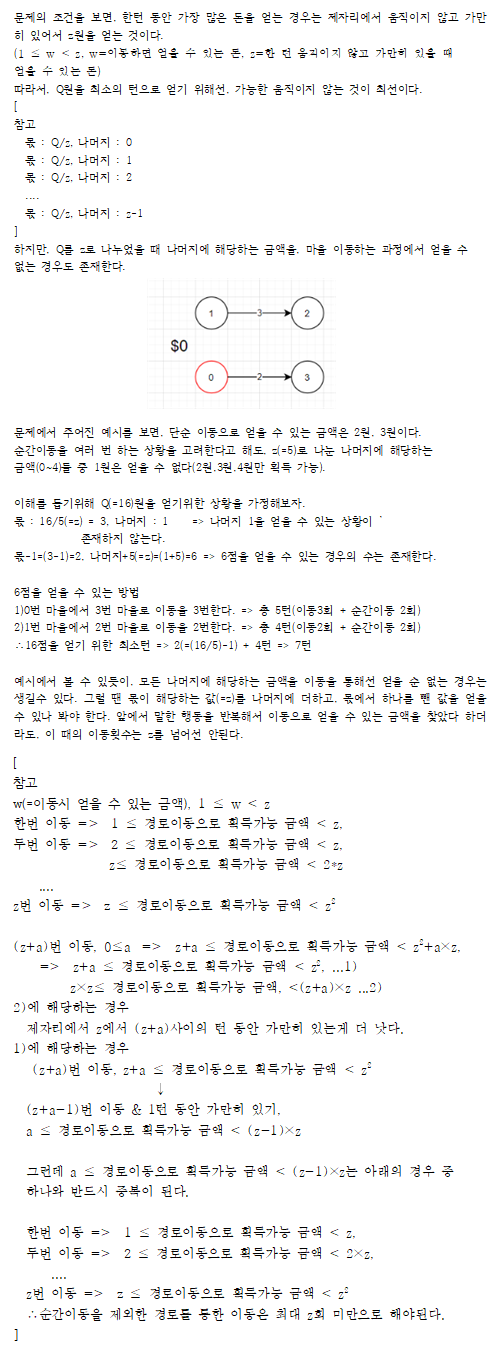 문제의 조건을 보면, 한턴 동안 가장 많은 돈을 얻는 경우는 제자리에서 움직이지 않고 가만
히 있어서 z원을 얻는 것이다.
(1 ≤ w < z, w=이동하면 얻을 수 있는 돈, z=한 턴 움직이지 않고 가만히 있을 때
얻을 수 있는 돈)
따라서, Q원을 최소의 턴으로 얻기 위해선, 가능한 움직이지 않는 것이 최선이다.
[
참고
몫 : Q/z, 나머지 : 0
몫 : Q/z, 나머지 : 1
몫 : Q/z, 나머지 : 2
....
몫 : Q/z, 나머지 : z-1
]
하지만, Q를 z로 나누었을 때 나머지에 해당하는 금액을, 마을 이동하는 과정에서 얻을 수
없는 경우도 존재한다.
1 3 2
$0
0 2 3
문제에서 주어진 예시를 보면, 단순 이동으로 얻을 수 있는 금액은 2원, 3원이다.
순간이동을 여러 번 하는 상황을 고려한다고 해도, z(=5)로 나눈 나머지에 해당하는
금액(0~4)들 중 1원은 얻을 수 없다(2원,3원,4원만 획득 가능).
이해를 돕기위해 Q(=16)원을 얻기위한 상황을 가정해보자.
몫 : 16/5(=z) = 3, 나머지 : 1 => 나머지 1을 얻을 수 있는 상황이 `
존재하지 않는다.
몫-1=(3-1)=2, 나머지+5(=z)=(1+5)=6 => 6점을 얻을 수 있는 경우의 수는 존재한다.
6점을 얻을 수 있는 방법
1)0번 마을에서 3번 마을로 이동을 3번한다. => 총 5턴(이동3회 + 순간이동 2회)
2)1번 마을에서 2번 마을로 이동을 2번한다. => 총 4턴(이동2회 + 순간이동 2회)
∴16점을 얻기 위한 최소턴 => 2(=(16/5)-1) + 4턴 => 7턴
예시에서 볼 수 있듯이, 모든 나머지에 해당하는 금액을 이동을 통해선 얻을 순 없는 경우는
생길수 있다. 그럴 땐 몫이 해당하는 값(=z)를 나머지에 더하고, 몫에서 하나를 뺀 값을 얻을
수 있나 봐야 한다. 앞에서 말한 행동을 반복해서 이동으로 얻을 수 있는 금액을 찾았다 하더
라도, 이 때의 이동횟수는 z를 넘어선 안된다.
[
참고
w(=이동시 얻을 수 있는 금액), 1 ≤ w < z
한번 이동 => 1 ≤ 경로이동으로 획득가능 금액 < z,
두번 이동 => 2 ≤ 경로이동으로 획득가능 금액 < z,
z≤ 경로이동으로 획득가능 금액 < 2*z
....
z번 이동 => z ≤ 경로이동으로 획득가능 금액 < z²
(z+a)번 이동, 0≤a => z+a ≤ 경로이동으로 획득가능 금액 < z²+a×z,
=> z+a ≤ 경로이동으로 획득가능 금액 < z², ...1)
z×z≤ 경로이동으로 획득가능 금액, <(z+a)×z ...2)
2)에 해당하는 경우
제자리에서 z에서 (z+a)사이의 턴 동안 가만히 있는게 더 낫다,
1)에 해당하는 경우
(z+a)번 이동, z+a ≤ 경로이동으로 획득가능 금액 < z²
↓
(z+a-1)번 이동 & 1턴 동안 가만히 있기,
a ≤ 경로이동으로 획득가능 금액 < (z-1)×z
그런데 a ≤ 경로이동으로 획득가능 금액 < (z-1)×z는 아래의 경우 중
하나와 반드시 중복이 된다.
한번 이동 => 1 ≤ 경로이동으로 획득가능 금액 < z,
두번 이동 => 2 ≤ 경로이동으로 획득가능 금액 < 2×z,
....
z번 이동 => z ≤ 경로이동으로 획득가능 금액 < z²
∴순간이동을 제외한 경로를 통한 이동은 최대 z회 미만으로 해야된다.
]